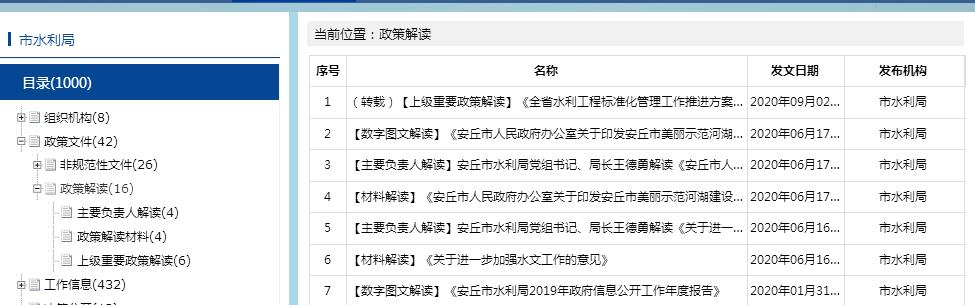 市水利局
目录(1000)
组织机构(8)
政策文件(42)
非规范性文件(26)
政策解读(16)
主要负责人解读(4)
政策解读材料(4)
上级重要政策解读(6)
工作信息(432)
当前位置：政策解读
序号 名称 发文日期 发布机构
1 （转载）【上级重要政策解读】《全省水利工程标准化管理工作推进方案... 2020年09月02... 市水利局
2 【数字图文解读】《安丘市人民政府办公室关于印发安丘市美丽示范河湖... 2020年06月17... 市水利局
3 【主要负责人解读】安丘市水利局党组书记、局长王德勇解读《安丘市人... 2020年06月17... 市水利局
4 【材料解读】《安丘市人民政府办公室关于印发安丘市美丽示范河湖建设... 2020年06月17... 市水利局
5 【主要负责人解读】安丘市水利局党组书记、局长王德勇解读《关于进一... 2020年06月16... 市水利局
6 【材料解读】《关于进一步加强水文工作的意见》 2020年06月16... 市水利局
7 【数字图文解读】《安丘市水利局2019年政府信息公开工作年度报告》 2020年01月31... 市水利局